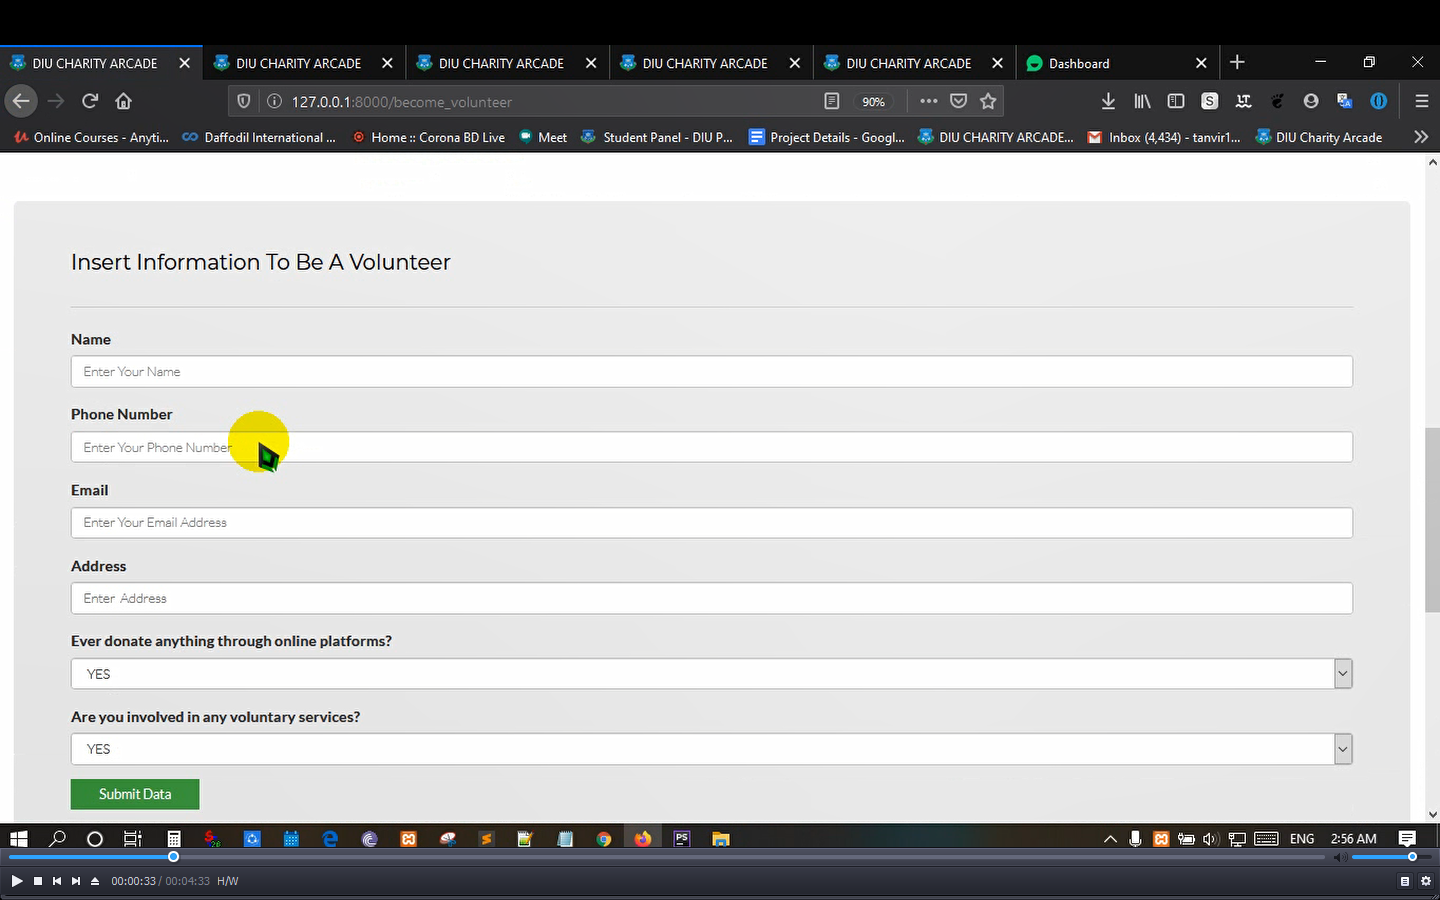 DIU CHARITY ARCADE
DIU CHARITY ARCADE
DIU CHARITY ARCADE
DIU CHARITY ARCADE
DIU CHARITY ARCADE
Dashboard
127.0.0.1:8000/become_volunteer
90%
Online Courses - Anyti...
Daffodil International ...
Home :: Corona BD Live
Meet
Student Panel - DIU P...
Project Details - Googl...
DIU CHARITY ARCADE...
Inbox (4,434) - tanvir1...
DIU Charity Arcade
Insert Information To Be A Volunteer
Name
Enter Your Name
Phone Number
Enter Your Phone Number
Email
Enter Your Email Address
Address
Enter  Address
Ever donate anything through online platforms?
YES
Are you involved in any voluntary services?
YES
Submit Data
ENG
2:56 AM
00:00:33 / 00:04:33 H/W